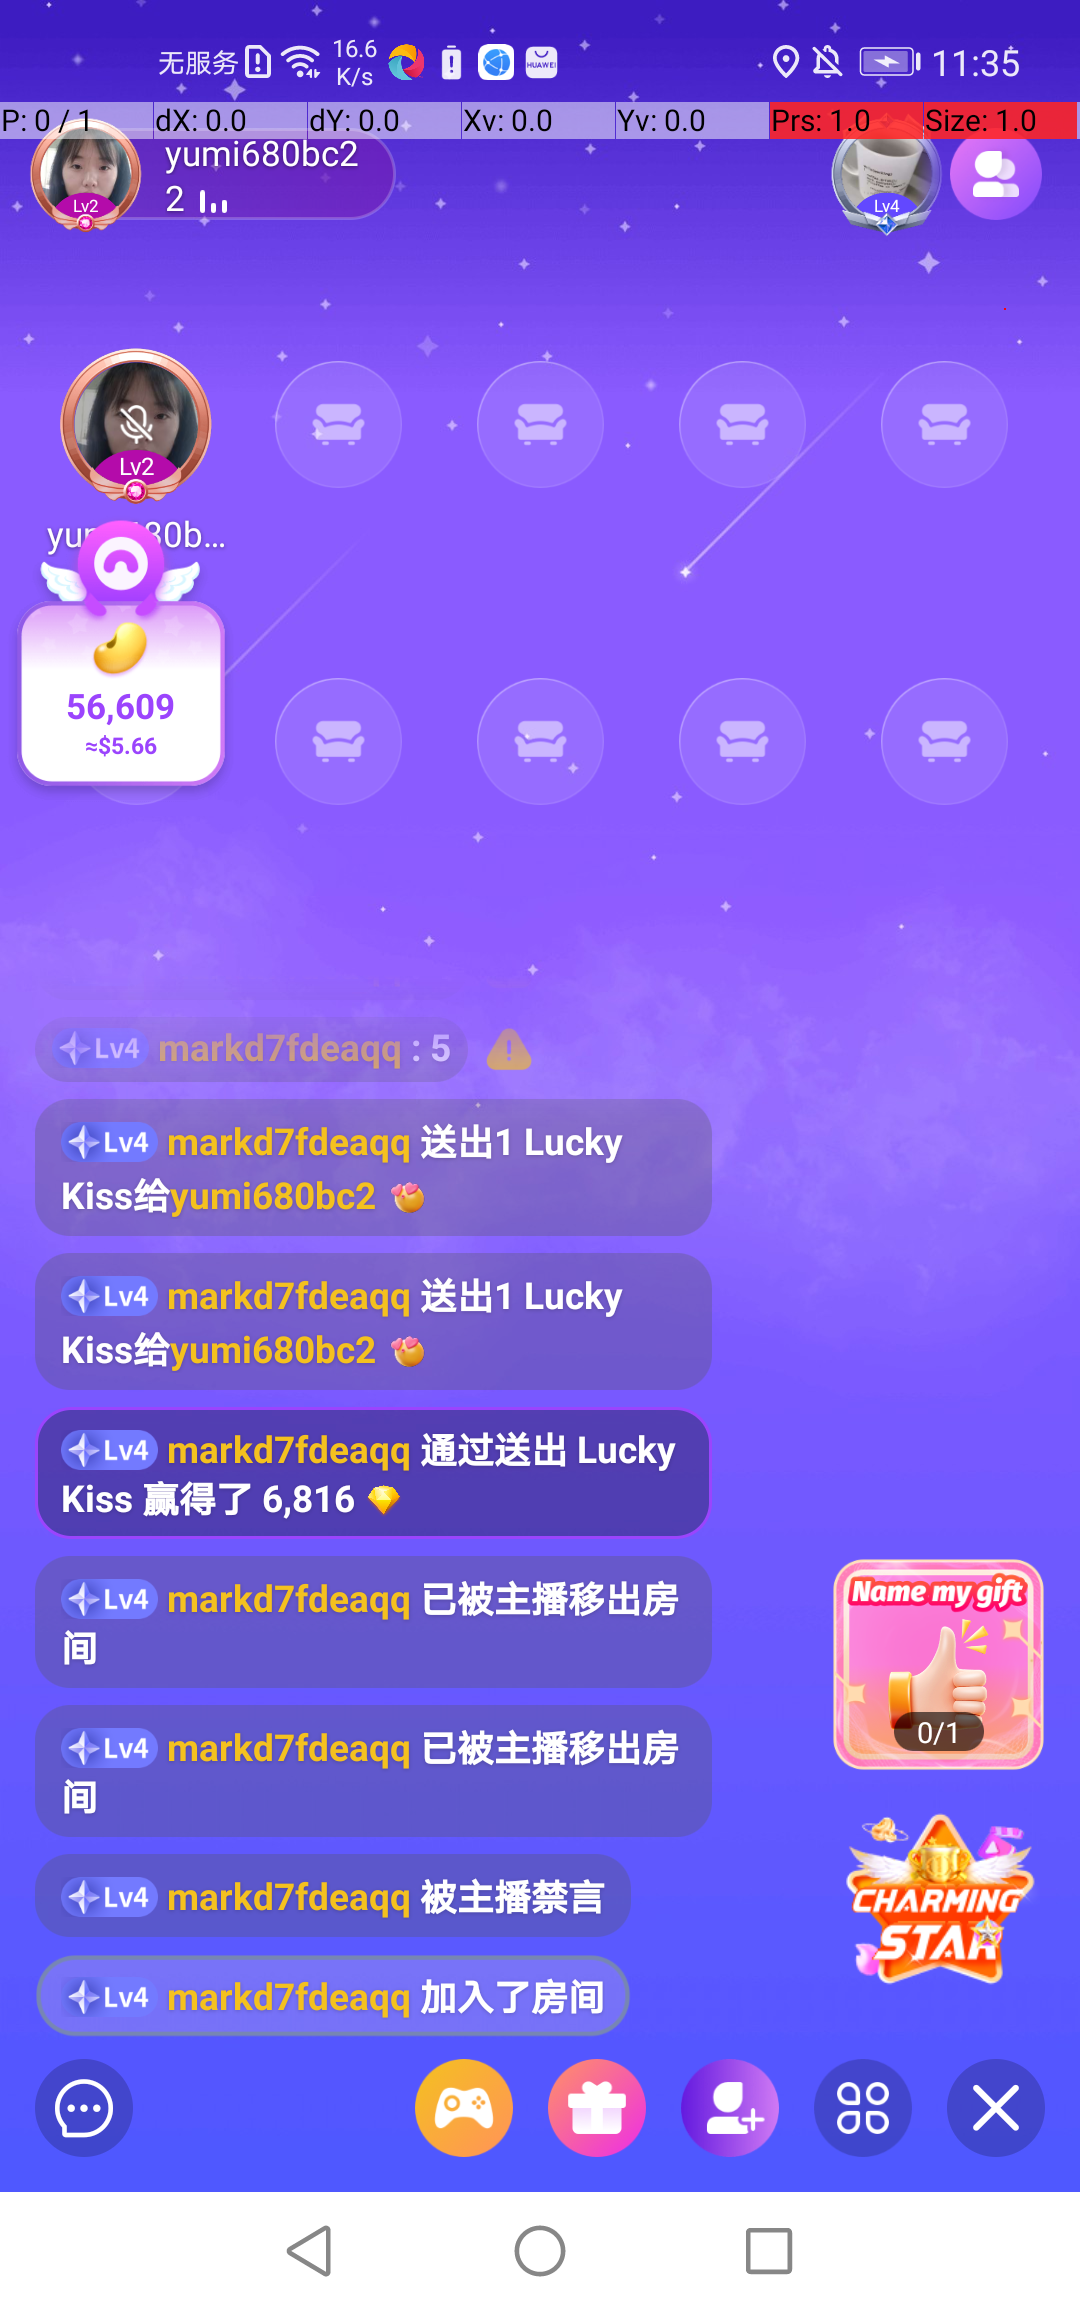 无服务 16.6 K/s HUAWEI 11:35
P: 0 / 1 dX: 0.0 dY: 0.0 Xv: 0.0 Yv: 0.0 Prs: 1.0 Size: 1.0
yumi680bc2
2
Lv2
Lv4
Lv2
56,609
≈$5.66
Lv4 markd7fdeaqq : 5
Lv4 markd7fdeaqq 送出1 Lucky
Kiss给yumi680bc2
Lv4 markd7fdeaqq 送出1 Lucky
Kiss给yumi680bc2
Lv4 markd7fdeaqq 通过送出 Lucky
Kiss 赢得了 6,816
Lv4 markd7fdeaqq 已被主播移出房
间
Lv4 markd7fdeaqq 已被主播移出房
间
Lv4 markd7fdeaqq 被主播禁言
Lv4 markd7fdeaqq 加入了房间
Name my gift
0/1
CHARMING
STAR